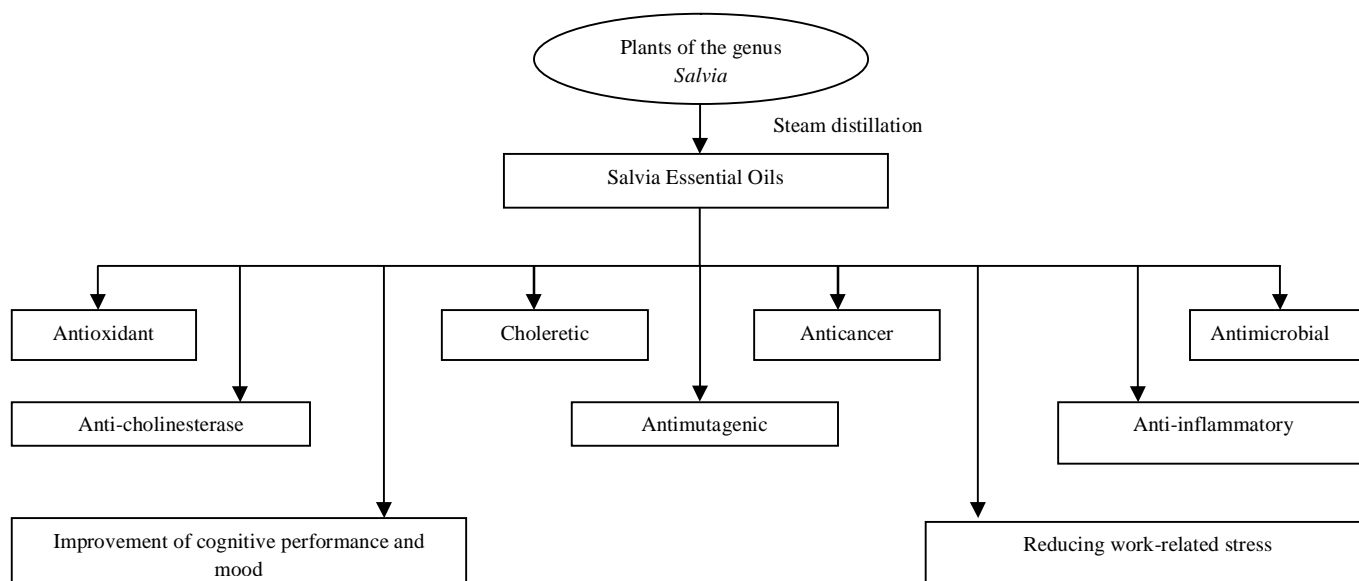 Plants of the genus
Salvia
Steam distillation
Salvia Essential Oils
Antioxidant
Choleretic
Anticancer
Antimicrobial
Anti-cholinesterase
Antimutagenic
Anti-inflammatory
Improvement of cognitive performance and
mood
Reducing work-related stress